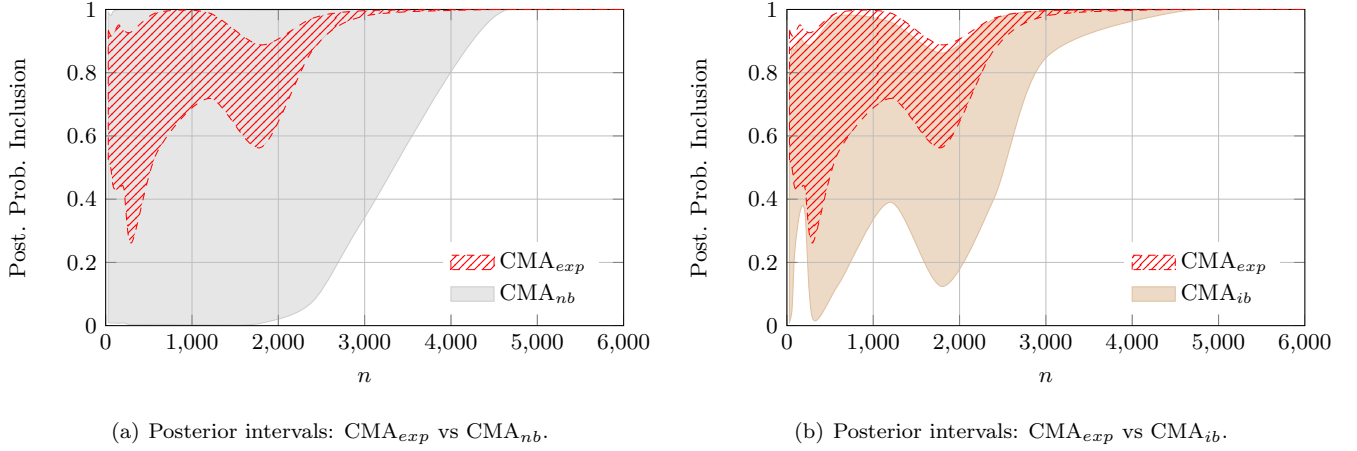 1
0.8
0.6
0.4
0.2
0
0 1,000 2,000 3,000 4,000 5,000 6,000
Post. Prob. Inclusion
n
CMA_exp
CMA_nb
(a) Posterior intervals: CMA_exp vs CMA_nb.
1
0.8
0.6
0.4
0.2
0
0 1,000 2,000 3,000 4,000 5,000 6,000
Post. Prob. Inclusion
n
CMA_exp
CMA_ib
(b) Posterior intervals: CMA_exp vs CMA_ib.